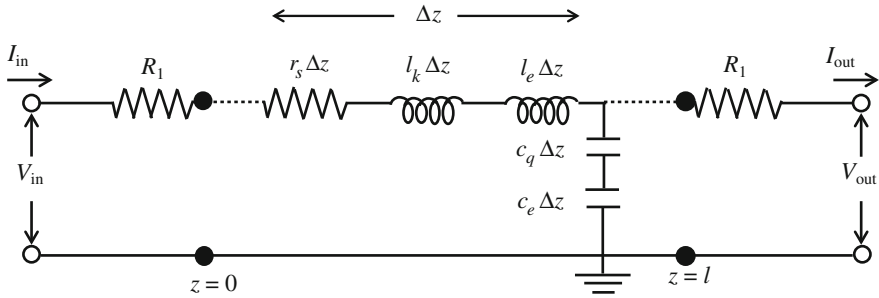 Δz
I_in
I_out
R_1
r_s Δz
l_k Δz
l_e Δz
R_1
c_q Δz
V_in
V_out
c_e Δz
z = 0
z = l